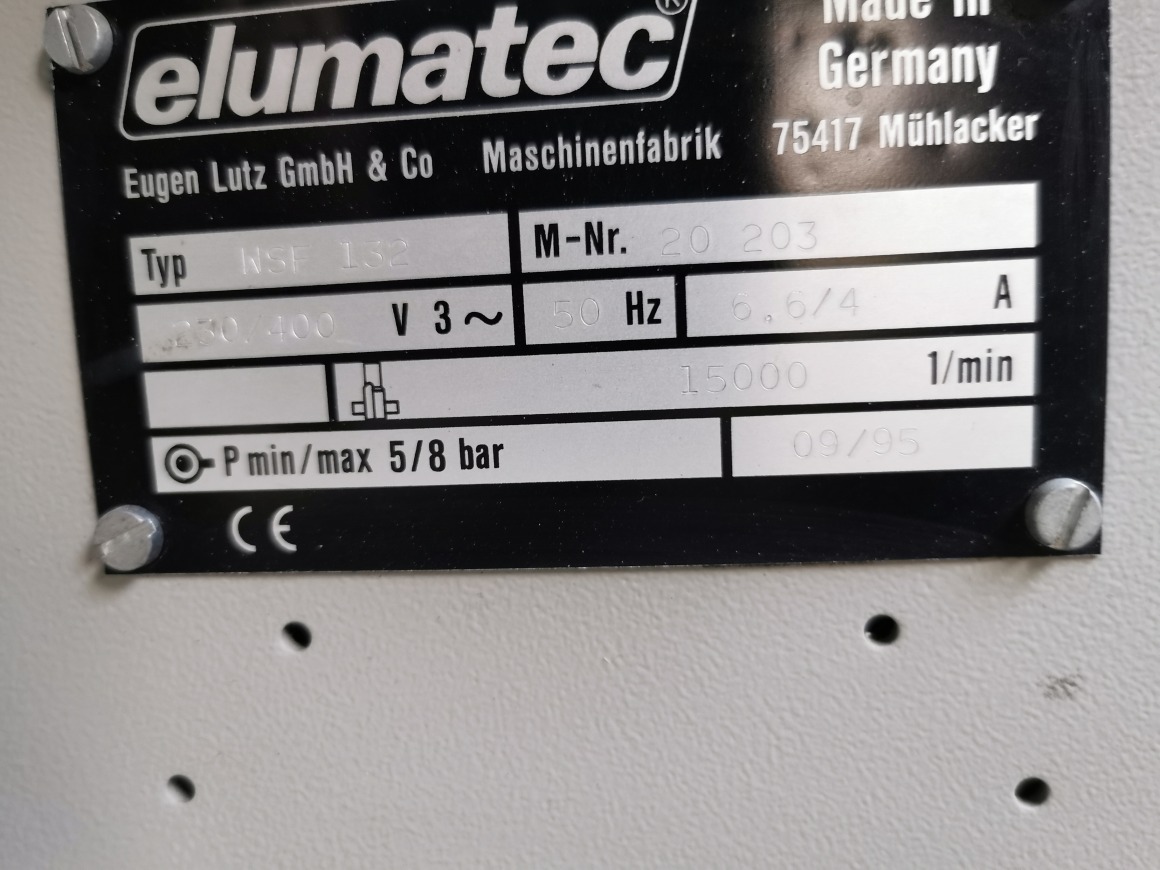 elumatec®
Made in
Germany
Eugen Lutz GmbH & Co Maschinenfabrik 75417 Mühlacker
Typ WSF 132 M-Nr. 20 203
230/400 V 3~ 50 Hz 6,6/4 A
15000 1/min
P min/max 5/8 bar 09/95
CE